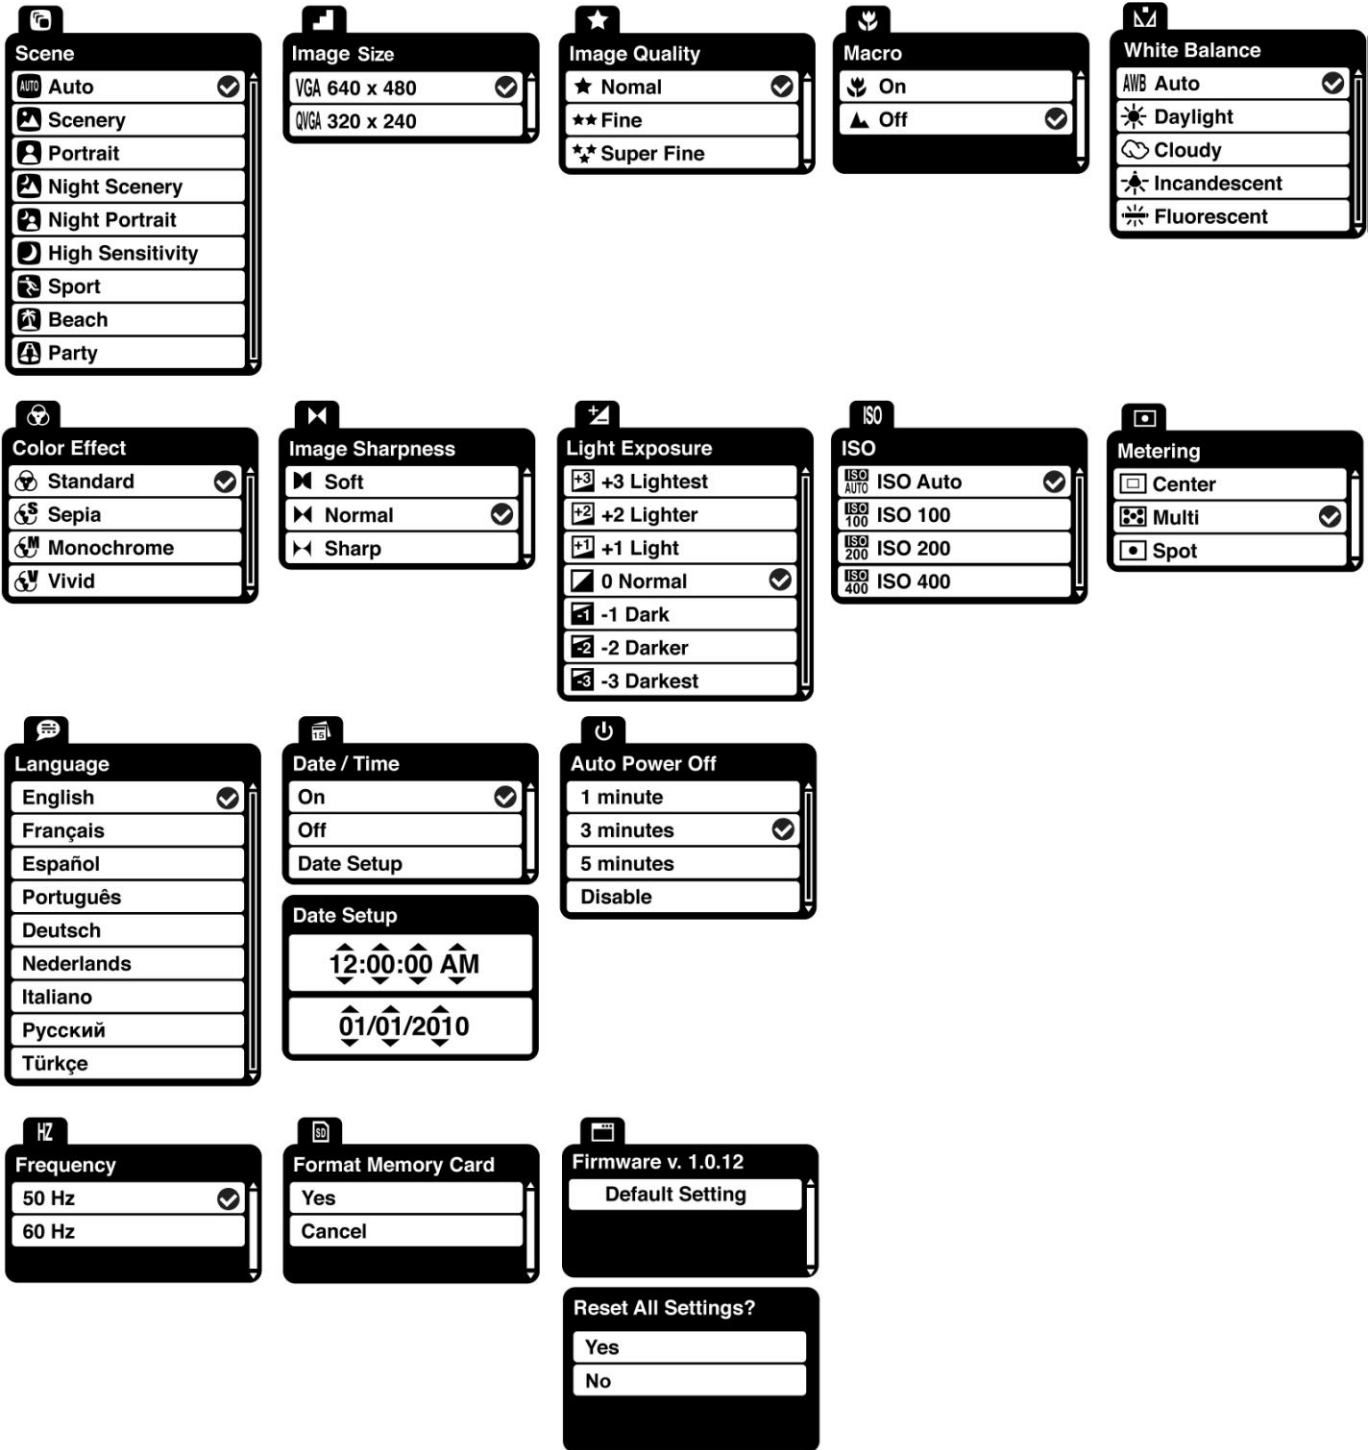 Scene
AUTO Auto
Scenery
Portrait
Night Scenery
Night Portrait
High Sensitivity
Sport
Beach
Party
Image Size
VGA 640 x 480
QVGA 320 x 240
Image Quality
Nomal
Fine
Super Fine
Macro
On
Off
White Balance
AWB Auto
Daylight
Cloudy
Incandescent
Fluorescent
Color Effect
Standard
S Sepia
M Monochrome
V Vivid
Image Sharpness
Soft
Normal
Sharp
Light Exposure
+3 +3 Lightest
+2 +2 Lighter
+1 +1 Light
0 Normal
-1 -1 Dark
-2 -2 Darker
-3 -3 Darkest
ISO
ISO
ISO AUTO ISO Auto
ISO 100 ISO 100
ISO 200 ISO 200
ISO 400 ISO 400
Metering
Center
Multi
Spot
Language
English
Français
Español
Português
Deutsch
Nederlands
Italiano
Русский
Türkçe
15
Date / Time
On
Off
Date Setup
Date Setup
12:00:00 AM
01/01/2010
Auto Power Off
1 minute
3 minutes
5 minutes
Disable
HZ
Frequency
50 Hz
60 Hz
SD
Format Memory Card
Yes
Cancel
Firmware v. 1.0.12
Default Setting
Reset All Settings?
Yes
No